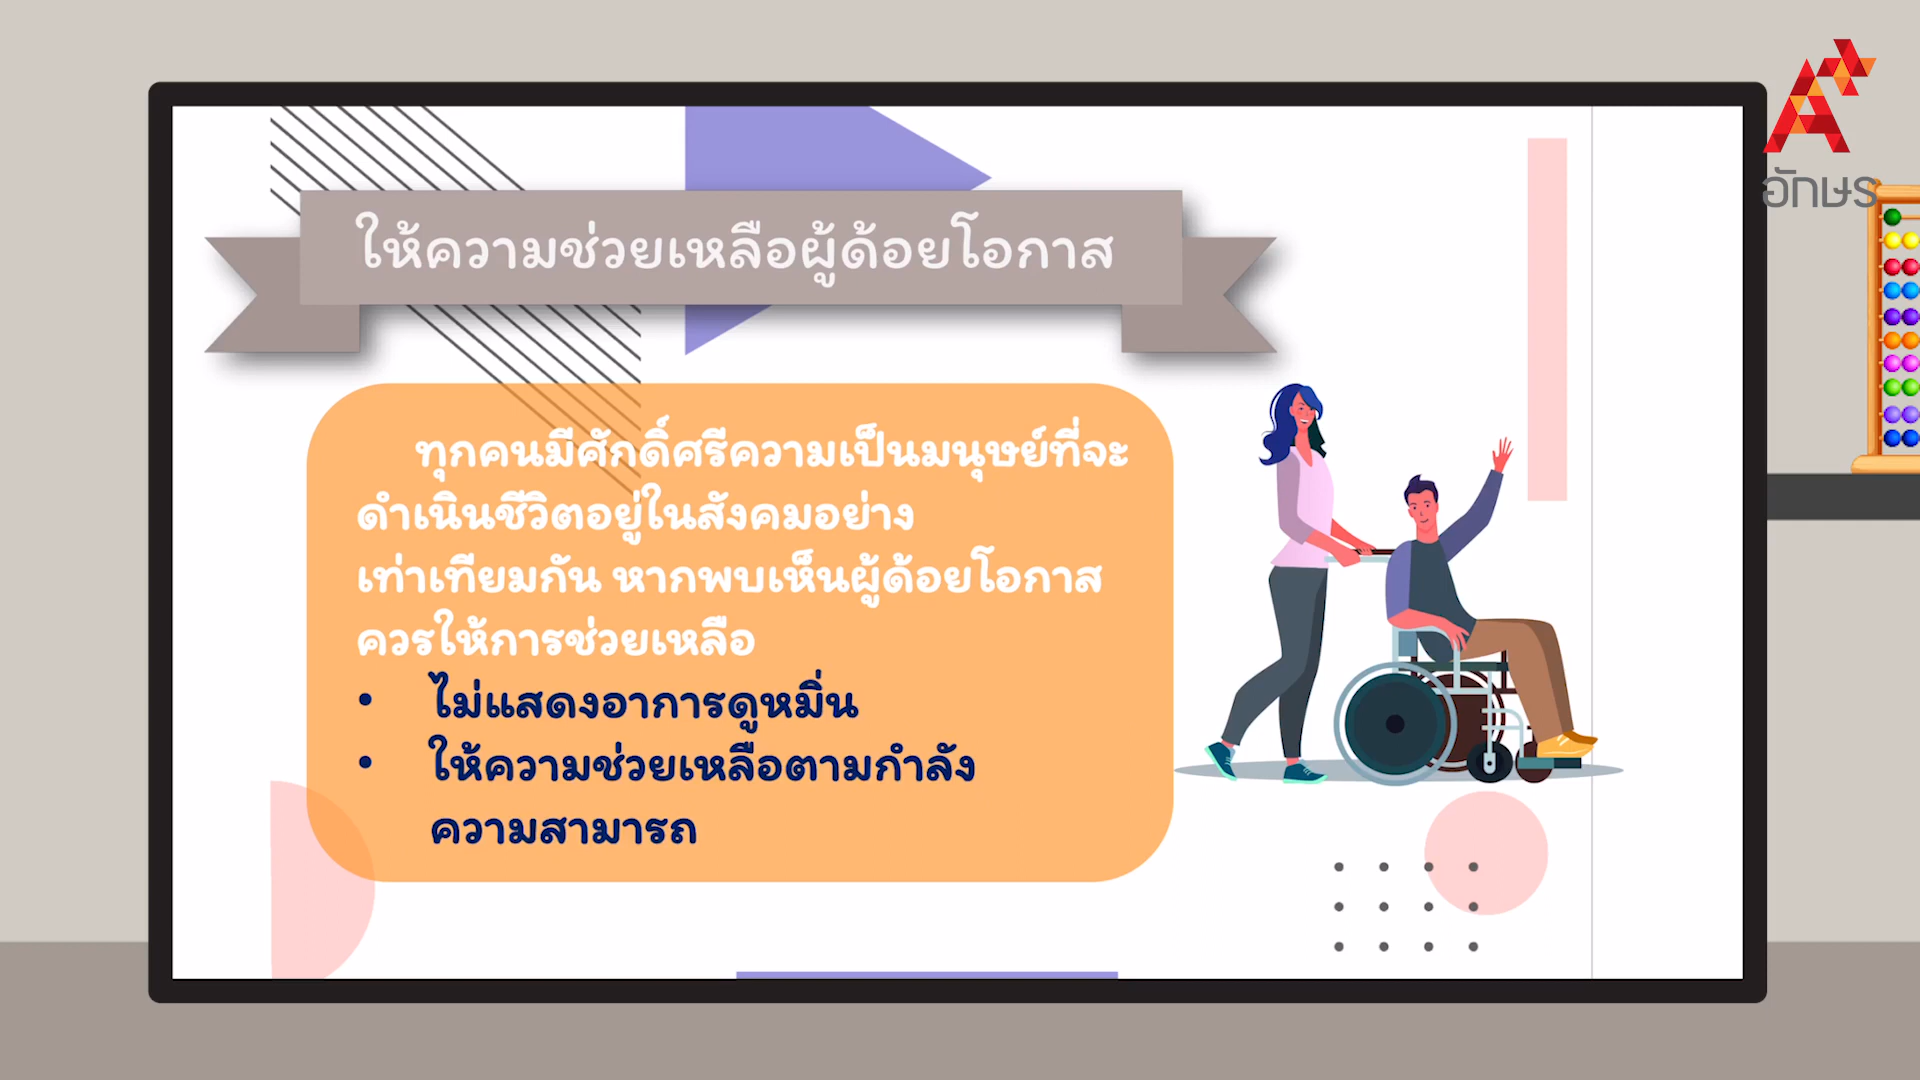 อักษร
ให้ความช่วยเหลือผู้ด้อยโอกาส
ทุกคนมีศักดิ์ศรีความเป็นมนุษย์ที่จะ
ดำเนินชีวิตอยู่ในสังคมอย่าง
เท่าเทียมกัน หากพบเห็นผู้ด้อยโอกาส
ควรให้การช่วยเหลือ
• ไม่แสดงอาการดูหมิ่น
• ให้ความช่วยเหลือตามกำลัง
ความสามารถ